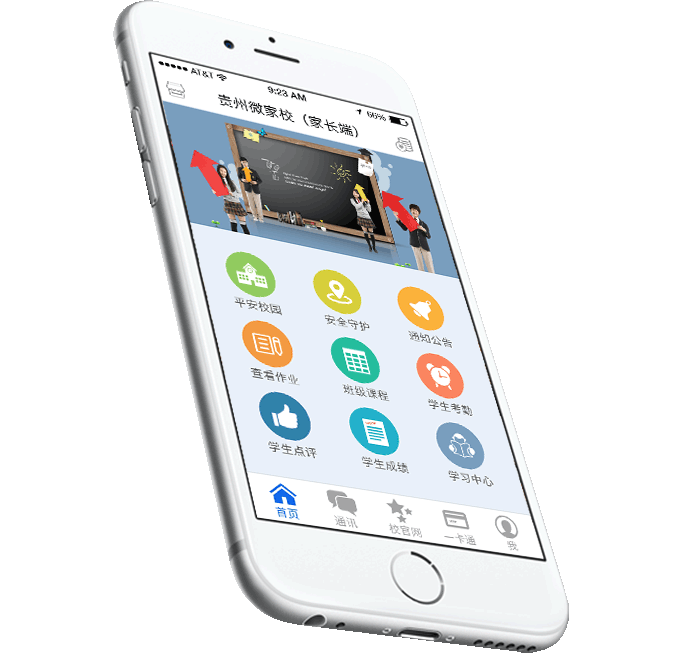 AT&T
9:23 AM
66%
贵州微家校（家长端）
平安校园
安全守护
通知公告
查看作业
班级课程
学生考勤
学生点评
学生成绩
学习中心
首页
通讯
校官网
一卡通
我